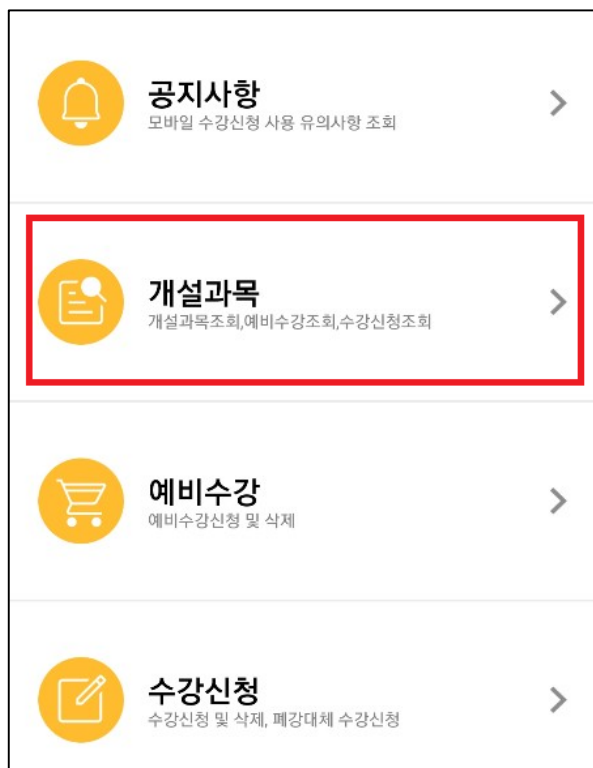 공지사항
모바일 수강신청 사용 유의사항 조회
개설과목
개설과목조회,예비수강조회,수강신청조회
예비수강
예비수강신청 및 삭제
수강신청
수강신청 및 삭제, 폐강대체 수강신청